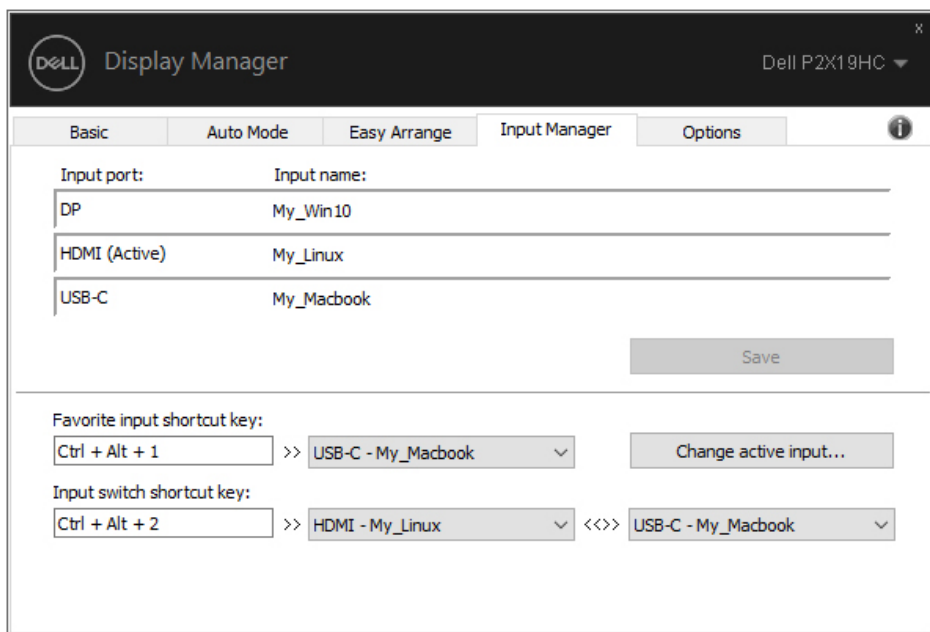 x
DELL Display Manager Dell P2X19HC
Basic Auto Mode Easy Arrange Input Manager Options i
Input port: Input name:
DP My_Win10
HDMI (Active) My_Linux
USB-C My_Macbook
Save
Favorite input shortcut key:
Ctrl + Alt + 1 >> USB-C - My_Macbook Change active input...
Input switch shortcut key:
Ctrl + Alt + 2 >> HDMI - My_Linux <<>> USB-C - My_Macbook